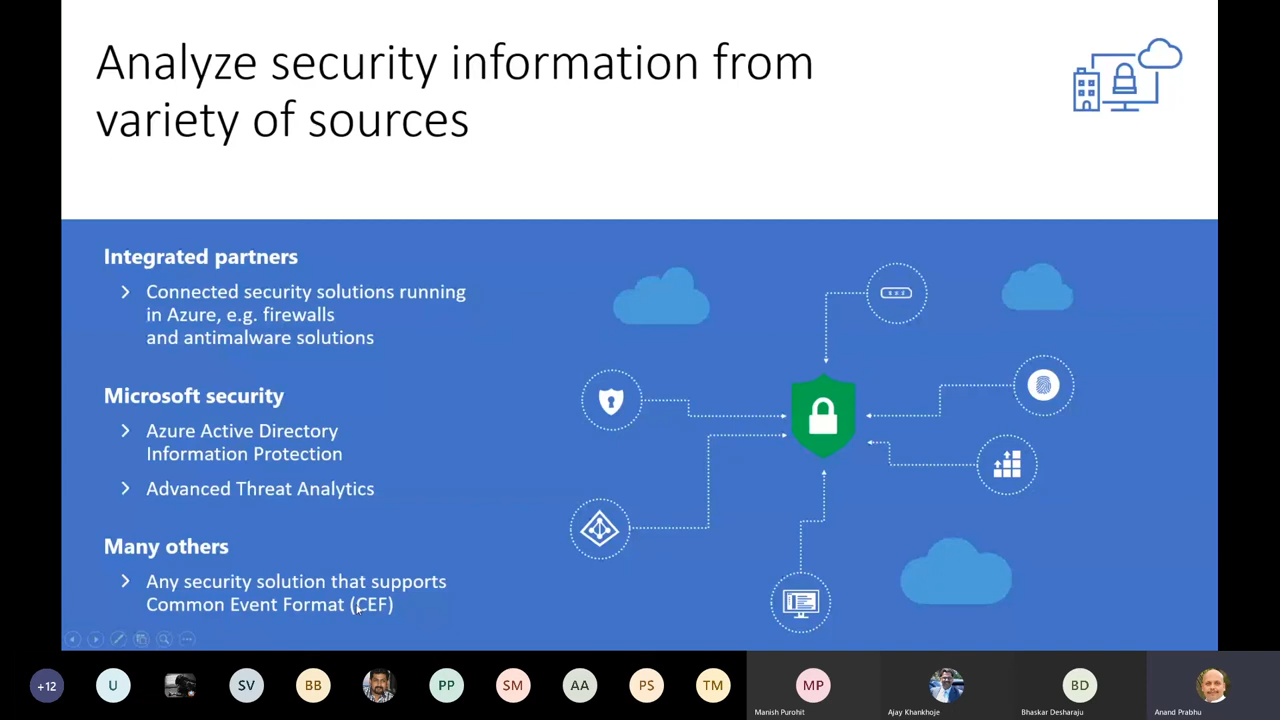 Analyze security information from
variety of sources
Integrated partners
Connected security solutions running
in Azure, e.g. firewalls
and antimalware solutions
Microsoft security
Azure Active Directory
Information Protection
Advanced Threat Analytics
Many others
Any security solution that supports
Common Event Format (CEF)
+12
U
SV
BB
PP
SM
AA
PS
TM
MP
BD
Manish Purohit
Ajay Khankhoje
Bhaskar Desharaju
Anand Prabhu